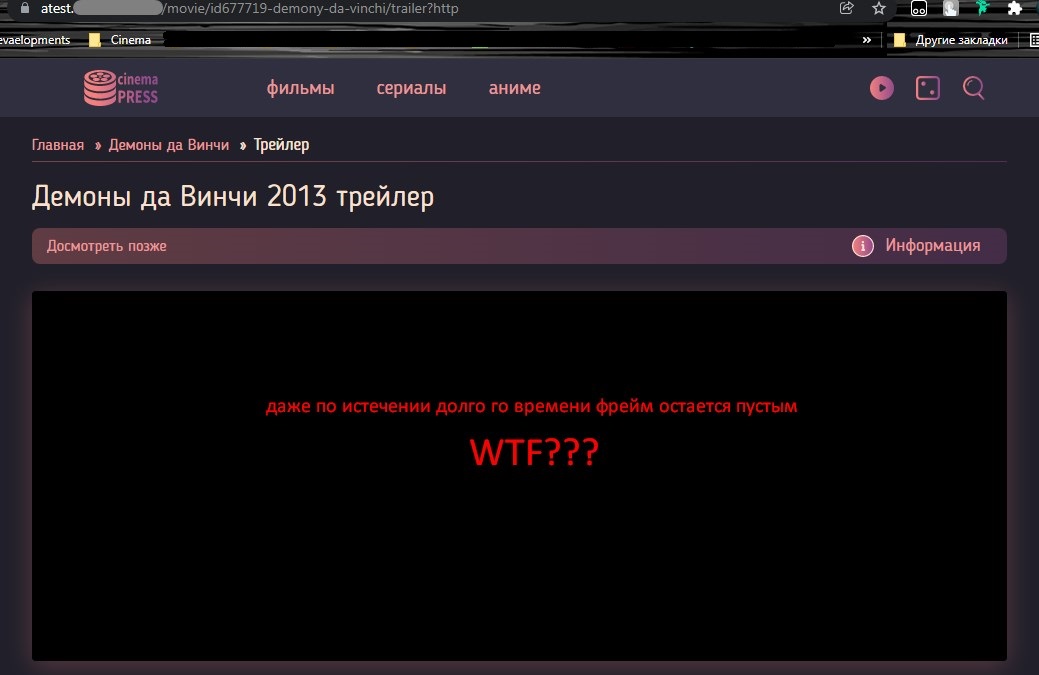 atest. /movie/id677719-demony-da-vinchi/trailer?http
evaelopments Cinema » Другие закладки
cinema
PRESS
фильмы сериалы аниме
Главная » Демоны да Винчи » Трейлер
Демоны да Винчи 2013 трейлер
Досмотреть позже i Информация
даже по истечении долго го времени фрейм остается пустым
WTF???